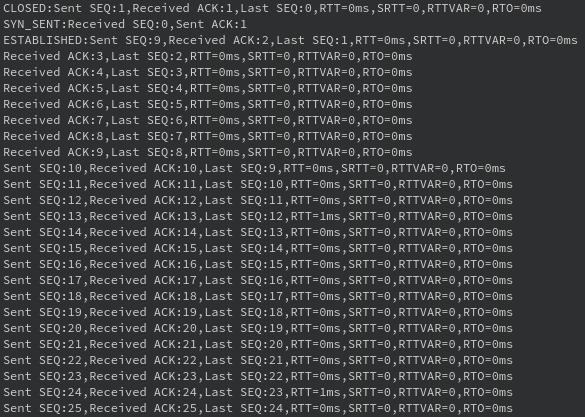 CLOSED:Sent SEQ:1,Received ACK:1,Last SEQ:0,RTT=0ms,SRTT=0,RTTVAR=0,RTO=0ms
SYN_SENT:Received SEQ:0,Sent ACK:1
ESTABLISHED:Sent SEQ:9,Received ACK:2,Last SEQ:1,RTT=0ms,SRTT=0,RTTVAR=0,RTO=0ms
Received ACK:3,Last SEQ:2,RTT=0ms,SRTT=0,RTTVAR=0,RTO=0ms
Received ACK:4,Last SEQ:3,RTT=0ms,SRTT=0,RTTVAR=0,RTO=0ms
Received ACK:5,Last SEQ:4,RTT=0ms,SRTT=0,RTTVAR=0,RTO=0ms
Received ACK:6,Last SEQ:5,RTT=0ms,SRTT=0,RTTVAR=0,RTO=0ms
Received ACK:7,Last SEQ:6,RTT=0ms,SRTT=0,RTTVAR=0,RTO=0ms
Received ACK:8,Last SEQ:7,RTT=0ms,SRTT=0,RTTVAR=0,RTO=0ms
Received ACK:9,Last SEQ:8,RTT=0ms,SRTT=0,RTTVAR=0,RTO=0ms
Sent SEQ:10,Received ACK:10,Last SEQ:9,RTT=0ms,SRTT=0,RTTVAR=0,RTO=0ms
Sent SEQ:11,Received ACK:11,Last SEQ:10,RTT=0ms,SRTT=0,RTTVAR=0,RTO=0ms
Sent SEQ:12,Received ACK:12,Last SEQ:11,RTT=0ms,SRTT=0,RTTVAR=0,RTO=0ms
Sent SEQ:13,Received ACK:13,Last SEQ:12,RTT=1ms,SRTT=0,RTTVAR=0,RTO=0ms
Sent SEQ:14,Received ACK:14,Last SEQ:13,RTT=0ms,SRTT=0,RTTVAR=0,RTO=0ms
Sent SEQ:15,Received ACK:15,Last SEQ:14,RTT=0ms,SRTT=0,RTTVAR=0,RTO=0ms
Sent SEQ:16,Received ACK:16,Last SEQ:15,RTT=0ms,SRTT=0,RTTVAR=0,RTO=0ms
Sent SEQ:17,Received ACK:17,Last SEQ:16,RTT=0ms,SRTT=0,RTTVAR=0,RTO=0ms
Sent SEQ:18,Received ACK:18,Last SEQ:17,RTT=0ms,SRTT=0,RTTVAR=0,RTO=0ms
Sent SEQ:19,Received ACK:19,Last SEQ:18,RTT=0ms,SRTT=0,RTTVAR=0,RTO=0ms
Sent SEQ:20,Received ACK:20,Last SEQ:19,RTT=0ms,SRTT=0,RTTVAR=0,RTO=0ms
Sent SEQ:21,Received ACK:21,Last SEQ:20,RTT=0ms,SRTT=0,RTTVAR=0,RTO=0ms
Sent SEQ:22,Received ACK:22,Last SEQ:21,RTT=0ms,SRTT=0,RTTVAR=0,RTO=0ms
Sent SEQ:23,Received ACK:23,Last SEQ:22,RTT=0ms,SRTT=0,RTTVAR=0,RTO=0ms
Sent SEQ:24,Received ACK:24,Last SEQ:23,RTT=1ms,SRTT=0,RTTVAR=0,RTO=0ms
Sent SEQ:25,Received ACK:25,Last SEQ:24,RTT=0ms,SRTT=0,RTTVAR=0,RTO=0ms